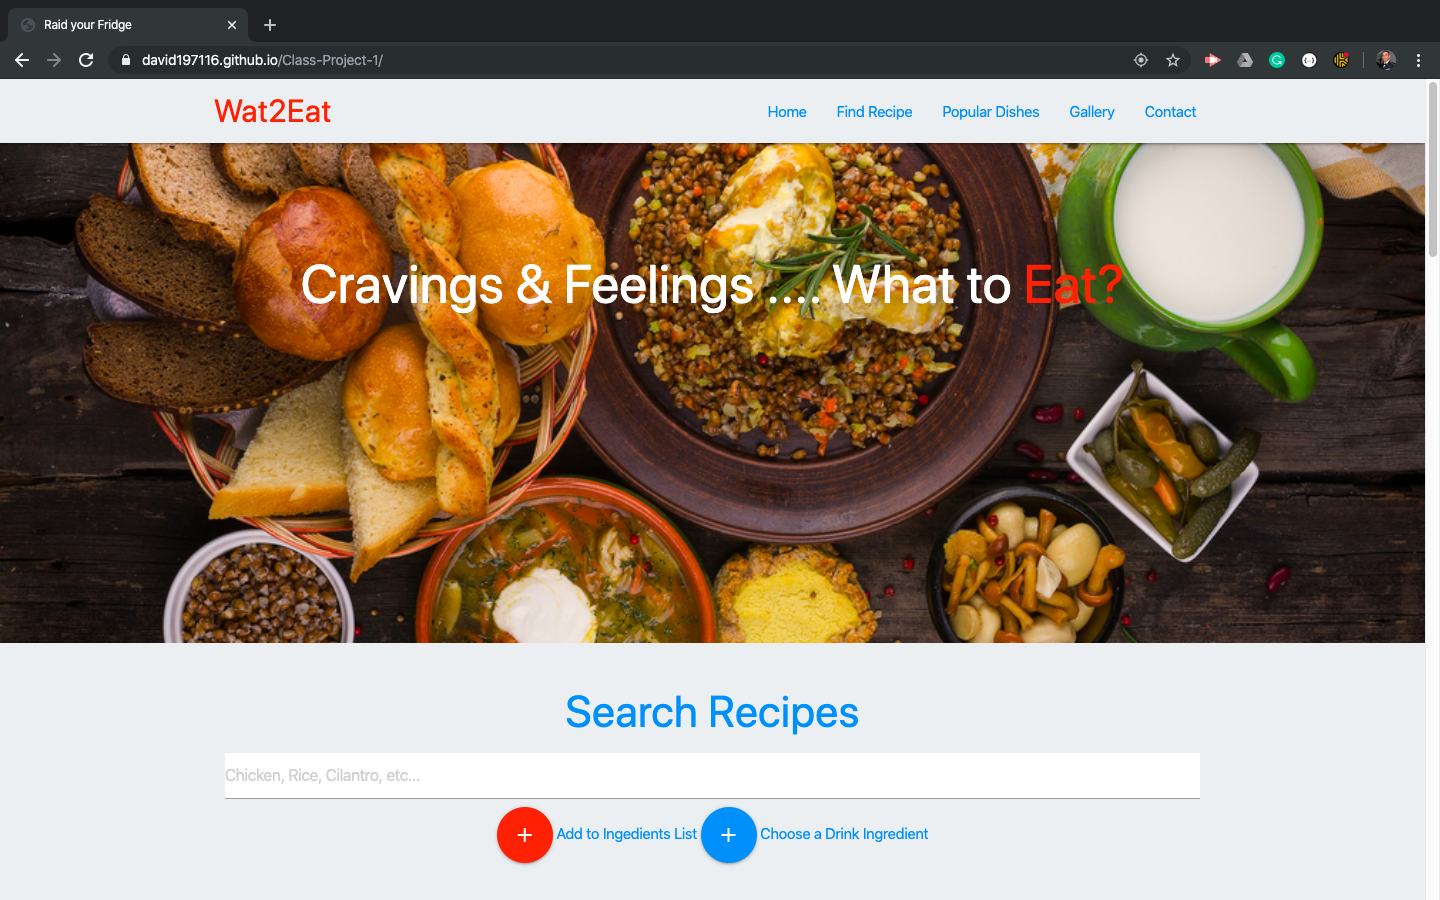 Raid your Fridge
david197116.github.io/Class-Project-1/
Wat2Eat
Home Find Recipe Popular Dishes Gallery Contact
Cravings & Feelings .... What to Eat?
Search Recipes
Chicken, Rice, Cilantro, etc...
+ Add to Ingedients List + Choose a Drink Ingredient